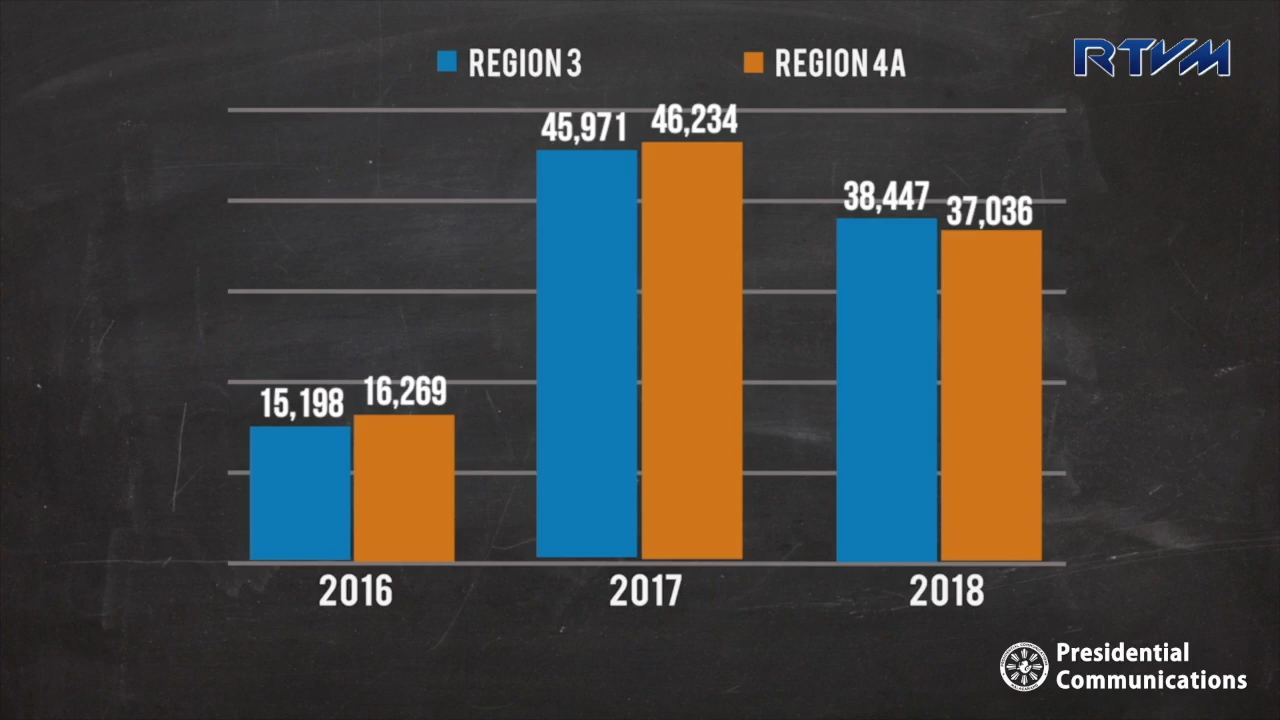 REGION 3
REGION 4A
RTVM
45,971
46,234
38,447
37,036
15,198
16,269
2016
2017
2018
Presidential
Communications